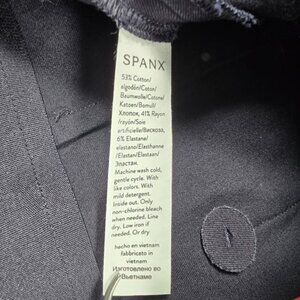 SPANX
53% Cotton/
algodón/Coton/
Baumwolle/Cotone/
Katoen/Bomull/
Хлопок, 41% Rayon
/rayón/Soie
artificielle/Вискоза,
6% Elastane/
elastano/Elasthanne
/Elastan/Elastaan/
Эластан.
Machine wash cold,
gentle cycle. With
like colors. With
mild detergent.
Inside out. Only
non-chlorine bleach
when needed. Line
dry. Low iron if
needed. Or dry
hecho en vietnam
fabbricato in
vietnam
Изготовлено во
Вьетнаме